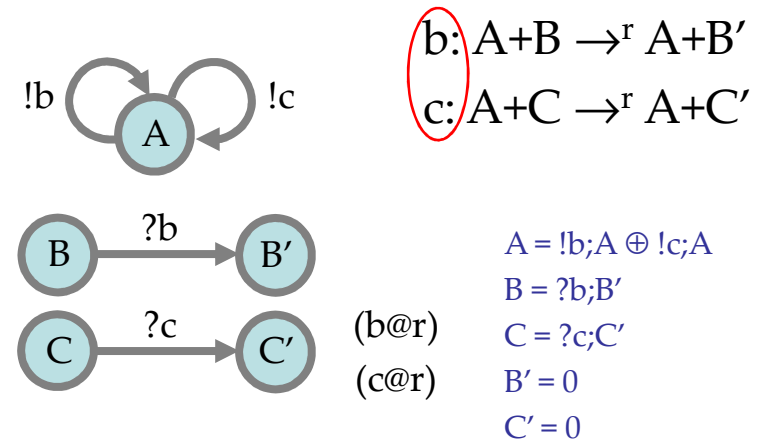 !b
!c
A
b: A+B →ʳ A+B’
c: A+C →ʳ A+C’
?b
B
B’
?c
C
C’
(b@r)
(c@r)
A = !b;A ⊕ !c;A
B = ?b;B’
C = ?c;C’
B’ = 0
C’ = 0